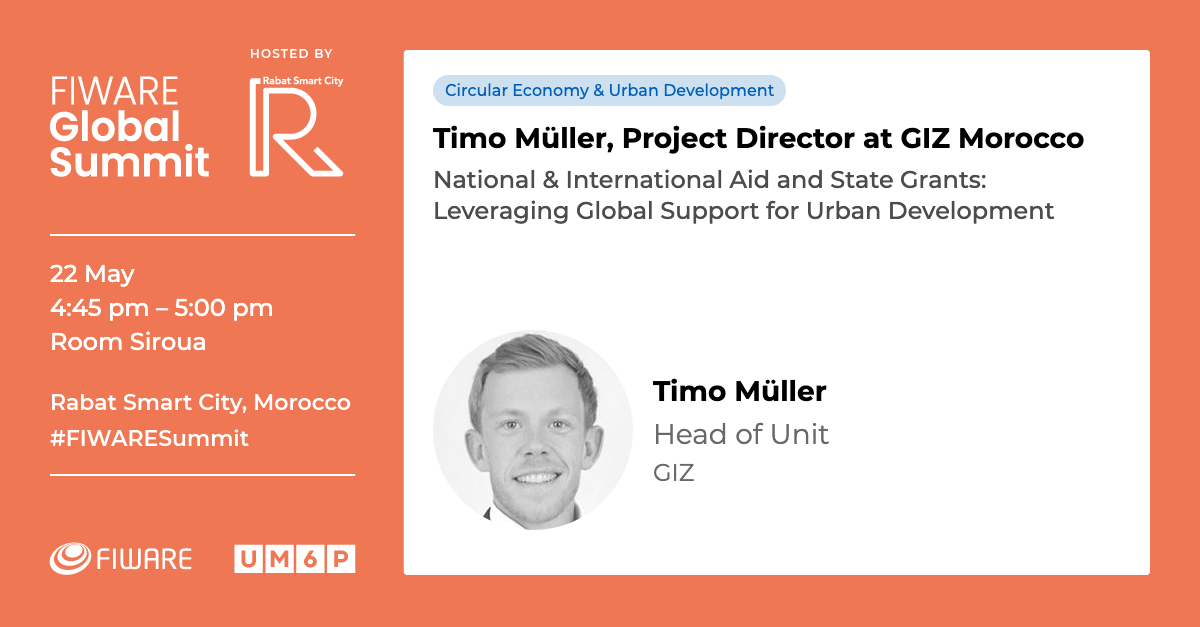 FIWARE
Global
Summit
HOSTED BY
Rabat Smart City
R
22 May
4:45 pm – 5:00 pm
Room Siroua
Rabat Smart City, Morocco
#FIWARESummit
FIWARE
UM6P
Circular Economy & Urban Development
Timo Müller, Project Director at GIZ Morocco
National & International Aid and State Grants:
Leveraging Global Support for Urban Development
Timo Müller
Head of Unit
GIZ